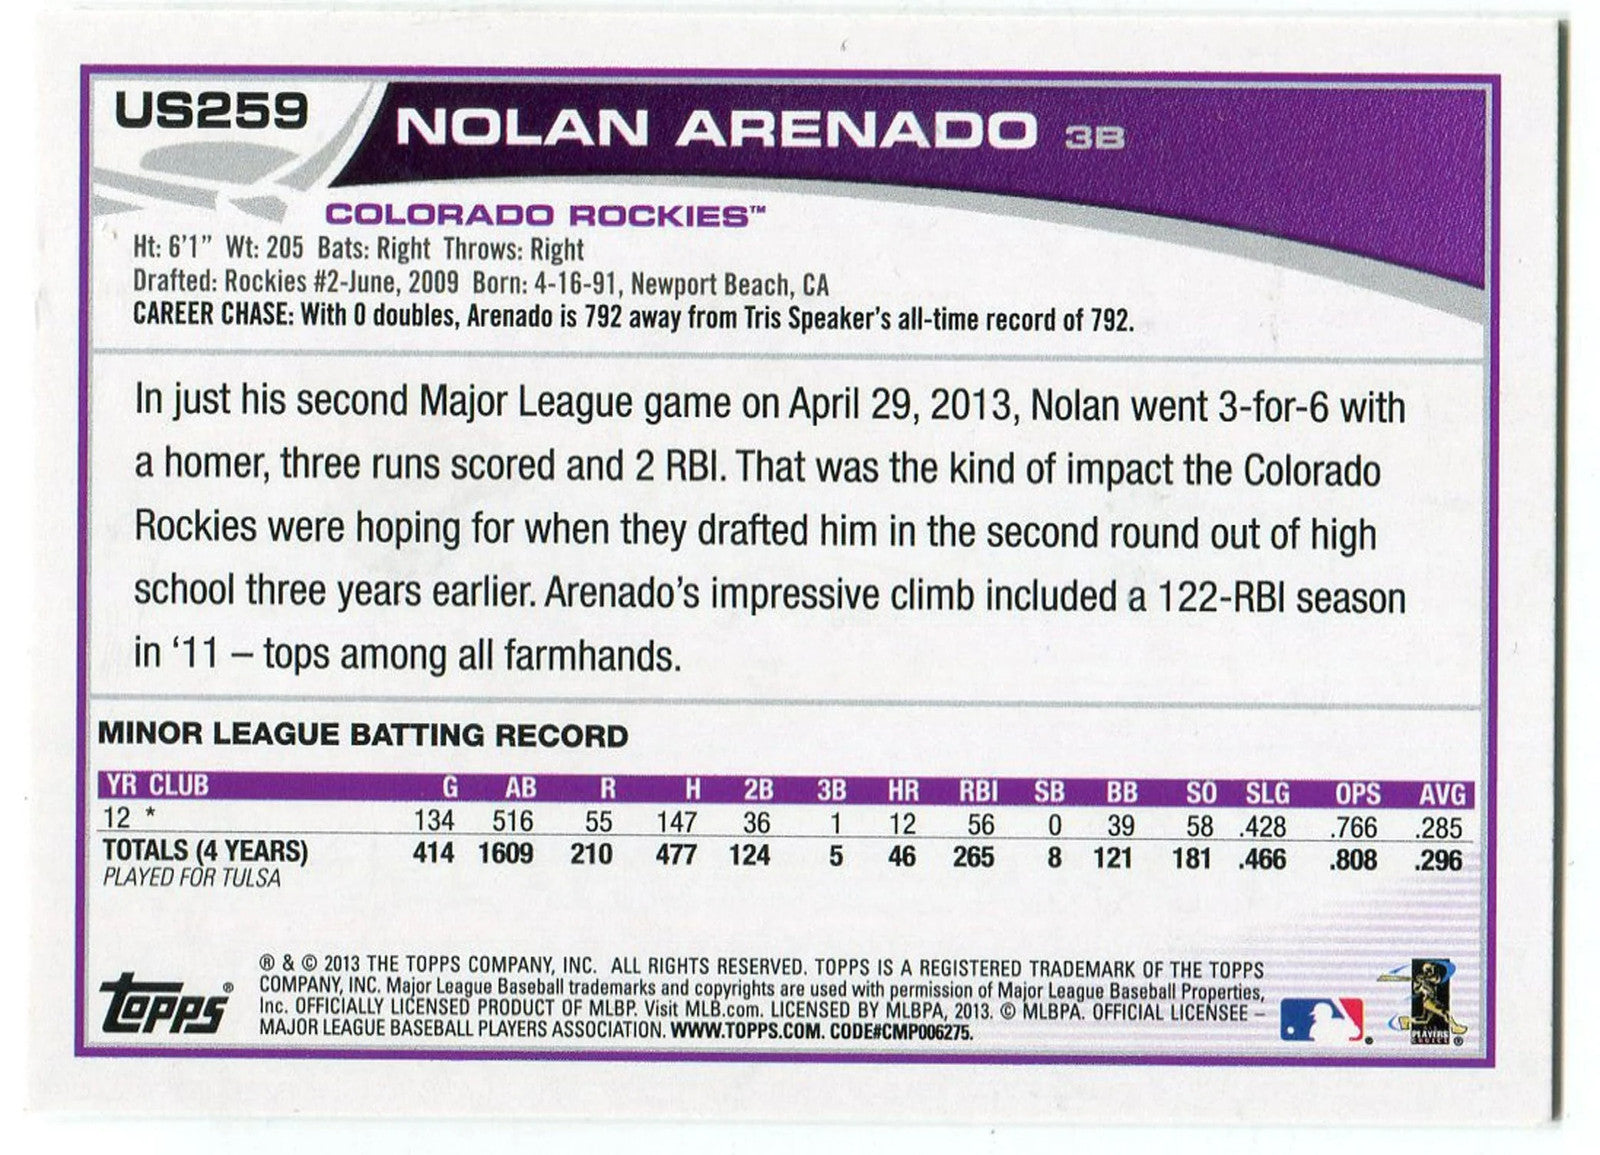 US259
NOLAN ARENADO 3B
COLORADO ROCKIES™
Ht: 6'1" Wt: 205 Bats: Right Throws: Right
Drafted: Rockies #2-June, 2009 Born: 4-16-91, Newport Beach, CA
CAREER CHASE: With 0 doubles, Arenado is 792 away from Tris Speaker's all-time record of 792.
In just his second Major League game on April 29, 2013, Nolan went 3-for-6 with
a homer, three runs scored and 2 RBI. That was the kind of impact the Colorado
Rockies were hoping for when they drafted him in the second round out of high
school three years earlier. Arenado's impressive climb included a 122-RBI season
in '11 – tops among all farmhands.
MINOR LEAGUE BATTING RECORD
YR CLUB G AB R H 2B 3B HR RBI SB BB SO SLG OPS AVG
12 * 134 516 55 147 36 1 12 56 0 39 58 .428 .766 .285
TOTALS (4 YEARS) 414 1609 210 477 124 5 46 265 8 121 181 .466 .808 .296
PLAYED FOR TULSA
Topps®
® & © 2013 THE TOPPS COMPANY, INC. ALL RIGHTS RESERVED. TOPPS IS A REGISTERED TRADEMARK OF THE TOPPS
COMPANY, INC. Major League Baseball trademarks and copyrights are used with permission of Major League Baseball Properties,
Inc. OFFICIALLY LICENSED PRODUCT OF MLBP. Visit MLB.com. LICENSED BY MLBPA, 2013. © MLBPA. OFFICIAL LICENSEE –
MAJOR LEAGUE BASEBALL PLAYERS ASSOCIATION. WWW.TOPPS.COM. CODE#CMP006275.
PLAYERS
CHOICE ®